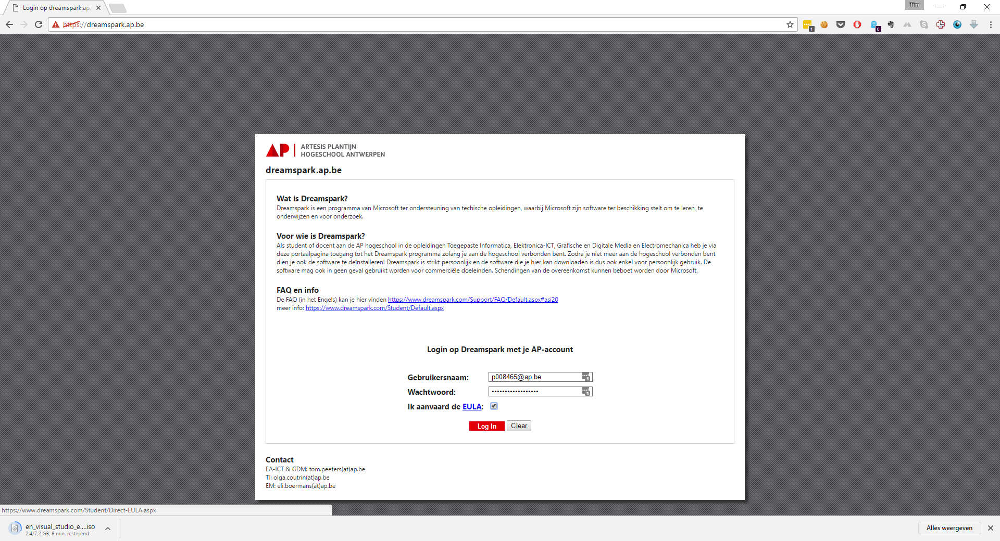 Login op dreamspark.ap.
Tim
https://dreamspark.ap.be
1
0
AP
ARTESIS PLANTIJN
HOGESCHOOL ANTWERPEN
dreamspark.ap.be
Wat is Dreamspark?
Dreamspark is een programma van Microsoft ter ondersteuning van techische opleidingen, waarbij Microsoft zijn software ter beschikking stelt om te leren, te
onderwijzen en voor onderzoek.
Voor wie is Dreamspark?
Als student of docent aan de AP hogeschool in de opleidingen Toegepaste Informatica, Elektronica-ICT, Grafische en Digitale Media en Electromechanica heb je via
deze portaalpagina toegang tot het Dreamspark programma zolang je aan de hogeschool verbonden bent. Zodra je niet meer aan de hogeschool verbonden bent
dien je ook de software te deïnstalleren! Dreamspark is strikt persoonlijk en de software die je hier kan downloaden is dus ook enkel voor persoonlijk gebruik. De
software mag ook in geen geval gebruikt worden voor commerciële doeleinden. Schendingen van de overeenkomst kunnen beboet worden door Microsoft.
FAQ en info
De FAQ (in het Engels) kan je hier vinden https://www.dreamspark.com/Support/FAQ/Default.aspx#asi20
meer info: https://www.dreamspark.com/Student/Default.aspx
Login op Dreamspark met je AP-account
Gebruikersnaam: p008465@ap.be 1
Wachtwoord: •••••••••••••••••• 1
Ik aanvaard de EULA:
Log In Clear
Contact
EA-ICT & GDM: tom.peeters(at)ap.be
TI: olga.coutrin(at)ap.be
EM: eli.boermans(at)ap.be
https://www.dreamspark.com/Student/Direct-EULA.aspx
en_visual_studio_e....iso
2,4/7,2 GB, 8 min. resterend
Alles weergeven